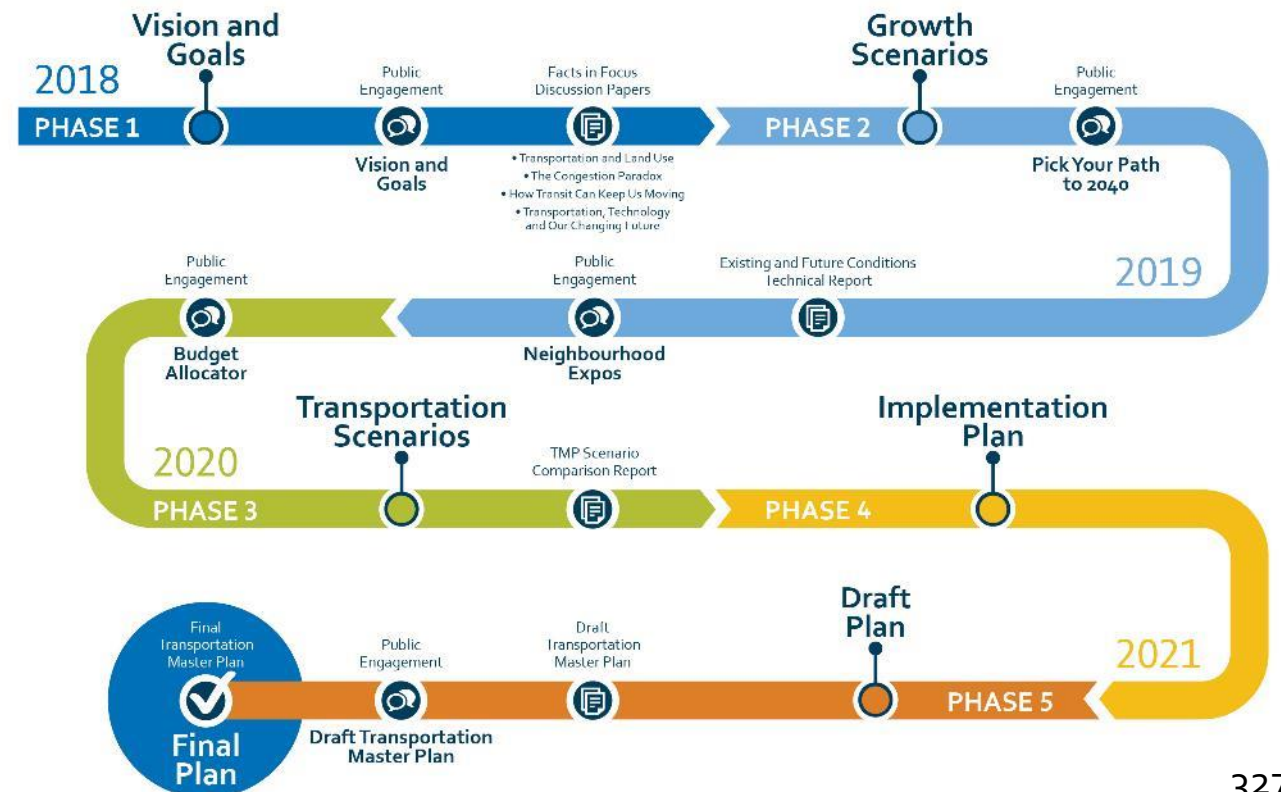 Vision and
Goals
Growth
Scenarios
2018
Public
Engagement
Facts in Focus
Discussion Papers
Public
Engagement
PHASE 1
PHASE 2
Vision and
Goals
• Transportation and Land Use
• The Congestion Paradox
• How Transit Can Keep Us Moving
• Transportation, Technology
and Our Changing Future
Pick Your Path
to 2040
Public
Engagement
Public
Engagement
Existing and Future Conditions
Technical Report
2019
Budget
Allocator
Neighbourhood
Expos
Transportation
Scenarios
Implementation
Plan
2020
TMP Scenario
Comparison Report
PHASE 3
PHASE 4
Draft
Plan
Final
Transportation
Master Plan
Public
Engagement
Draft
Transportation
Master Plan
2021
PHASE 5
Final
Plan
Draft Transportation
Master Plan
327